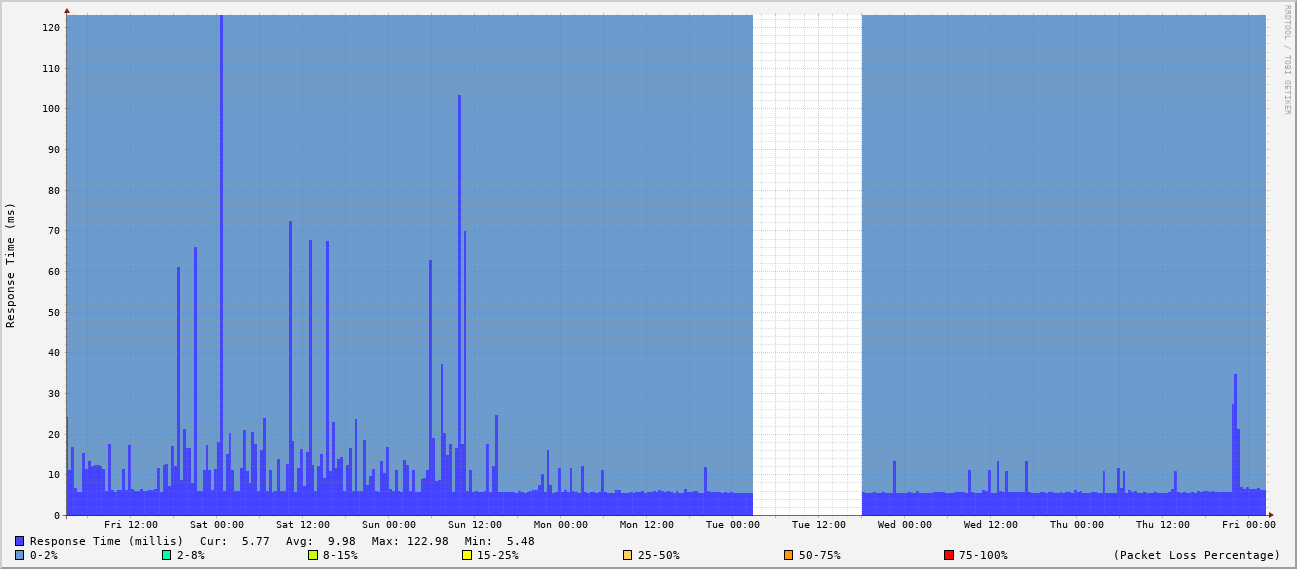 RRDTOOL / TOBI OETIKER
Response Time (ms)
120
110
100
90
80
70
60
50
40
30
20
10
0
Fri 12:00 Sat 00:00 Sat 12:00 Sun 00:00 Sun 12:00 Mon 00:00 Mon 12:00 Tue 00:00 Tue 12:00 Wed 00:00 Wed 12:00 Thu 00:00 Thu 12:00 Fri 00:00
Response Time (millis) Cur: 5.77 Avg: 9.98 Max: 122.98 Min: 5.48
0-2% 2-8% 8-15% 15-25% 25-50% 50-75% 75-100% (Packet Loss Percentage)